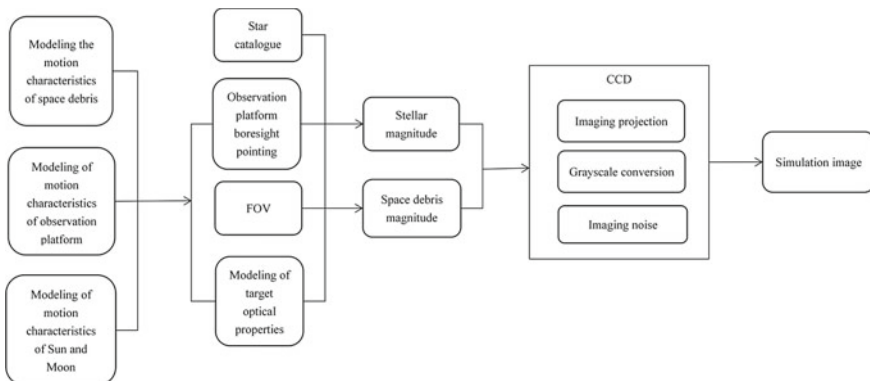 Modeling the
motion
characteristics
of space debris
Modeling of
motion
characteristics
of observation
platform
Modeling of
motion
characteristics
of Sun and
Moon
Star
catalogue
Observation
platform
boresight
pointing
FOV
Modeling of
target
optical
properties
Stellar
magnitude
Space debris
magnitude
CCD
Imaging projection
Grayscale conversion
Imaging noise
Simulation image